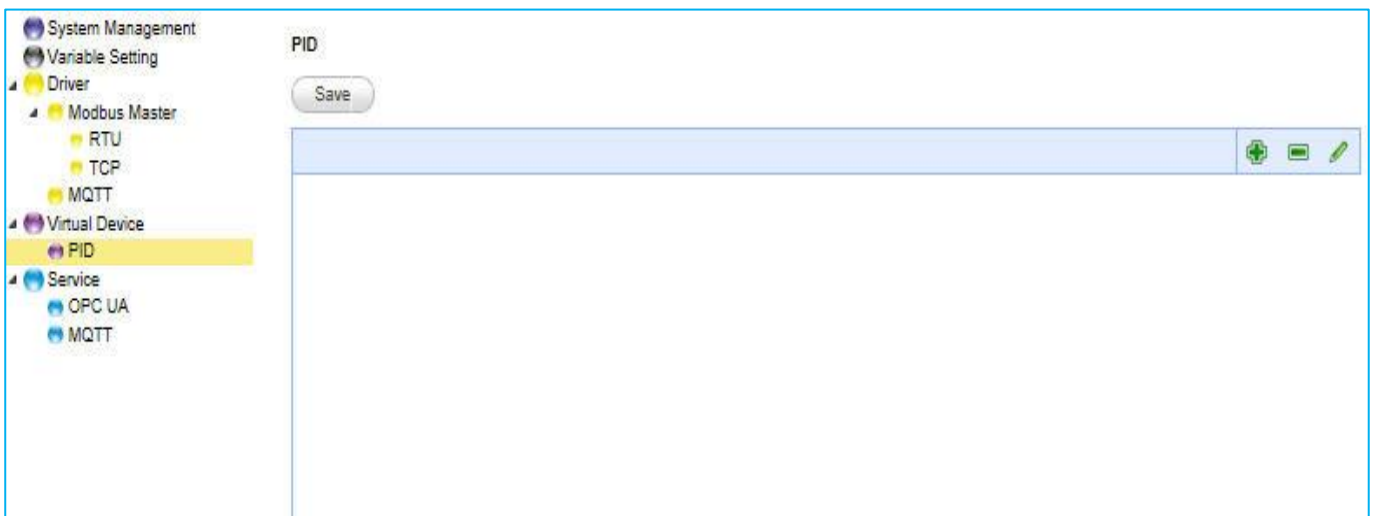 System Management
Variable Setting
Driver
Modbus Master
RTU
TCP
MQTT
Virtual Device
PID
Service
OPC UA
MQTT
PID
Save